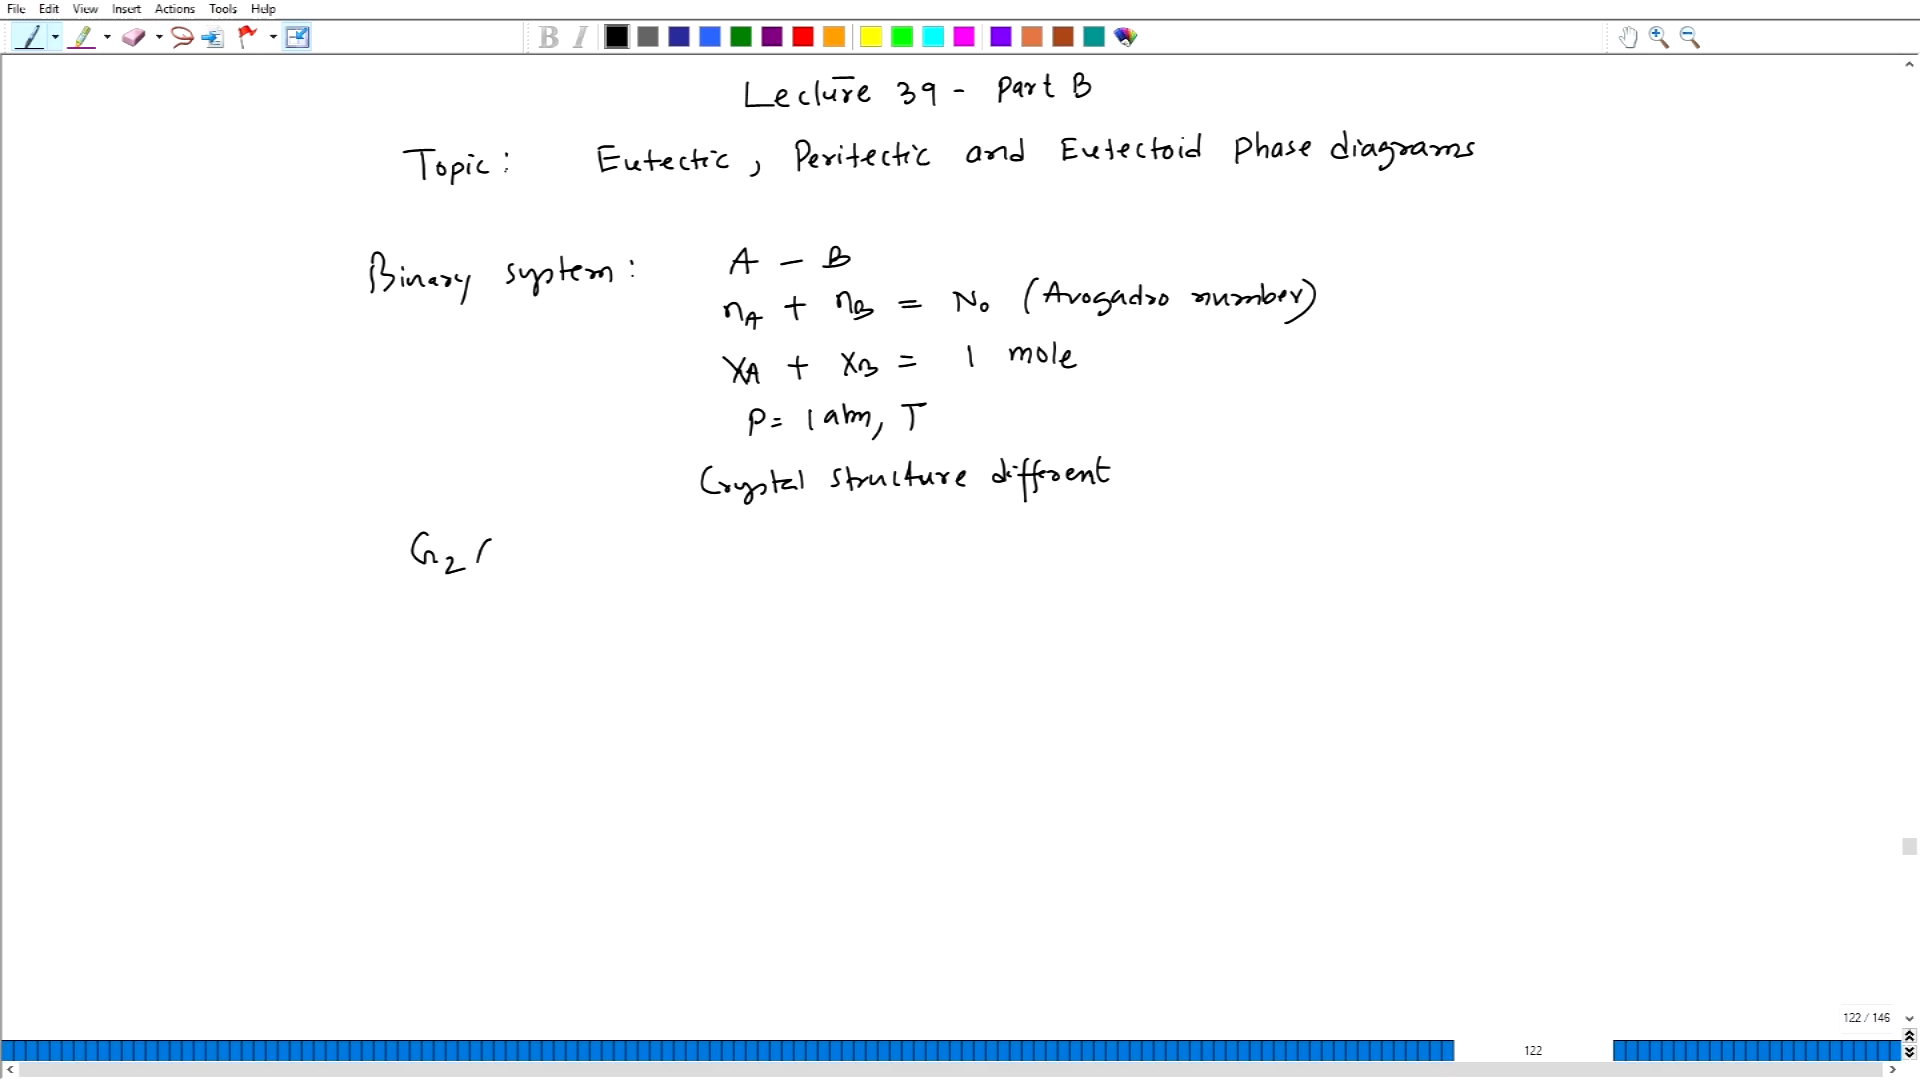 File Edit View Insert Actions Tools Help
B I
Lecture 39 - Part B
Topic: Eutectic, Peritectic and Eutectoid phase diagrams
Binary system: A - B
nA + nB = N₀ (Avogadro number)
XA + XB = 1 mole
P = 1 atm, T
Crystal structure different
G₂ (
122 / 146
122